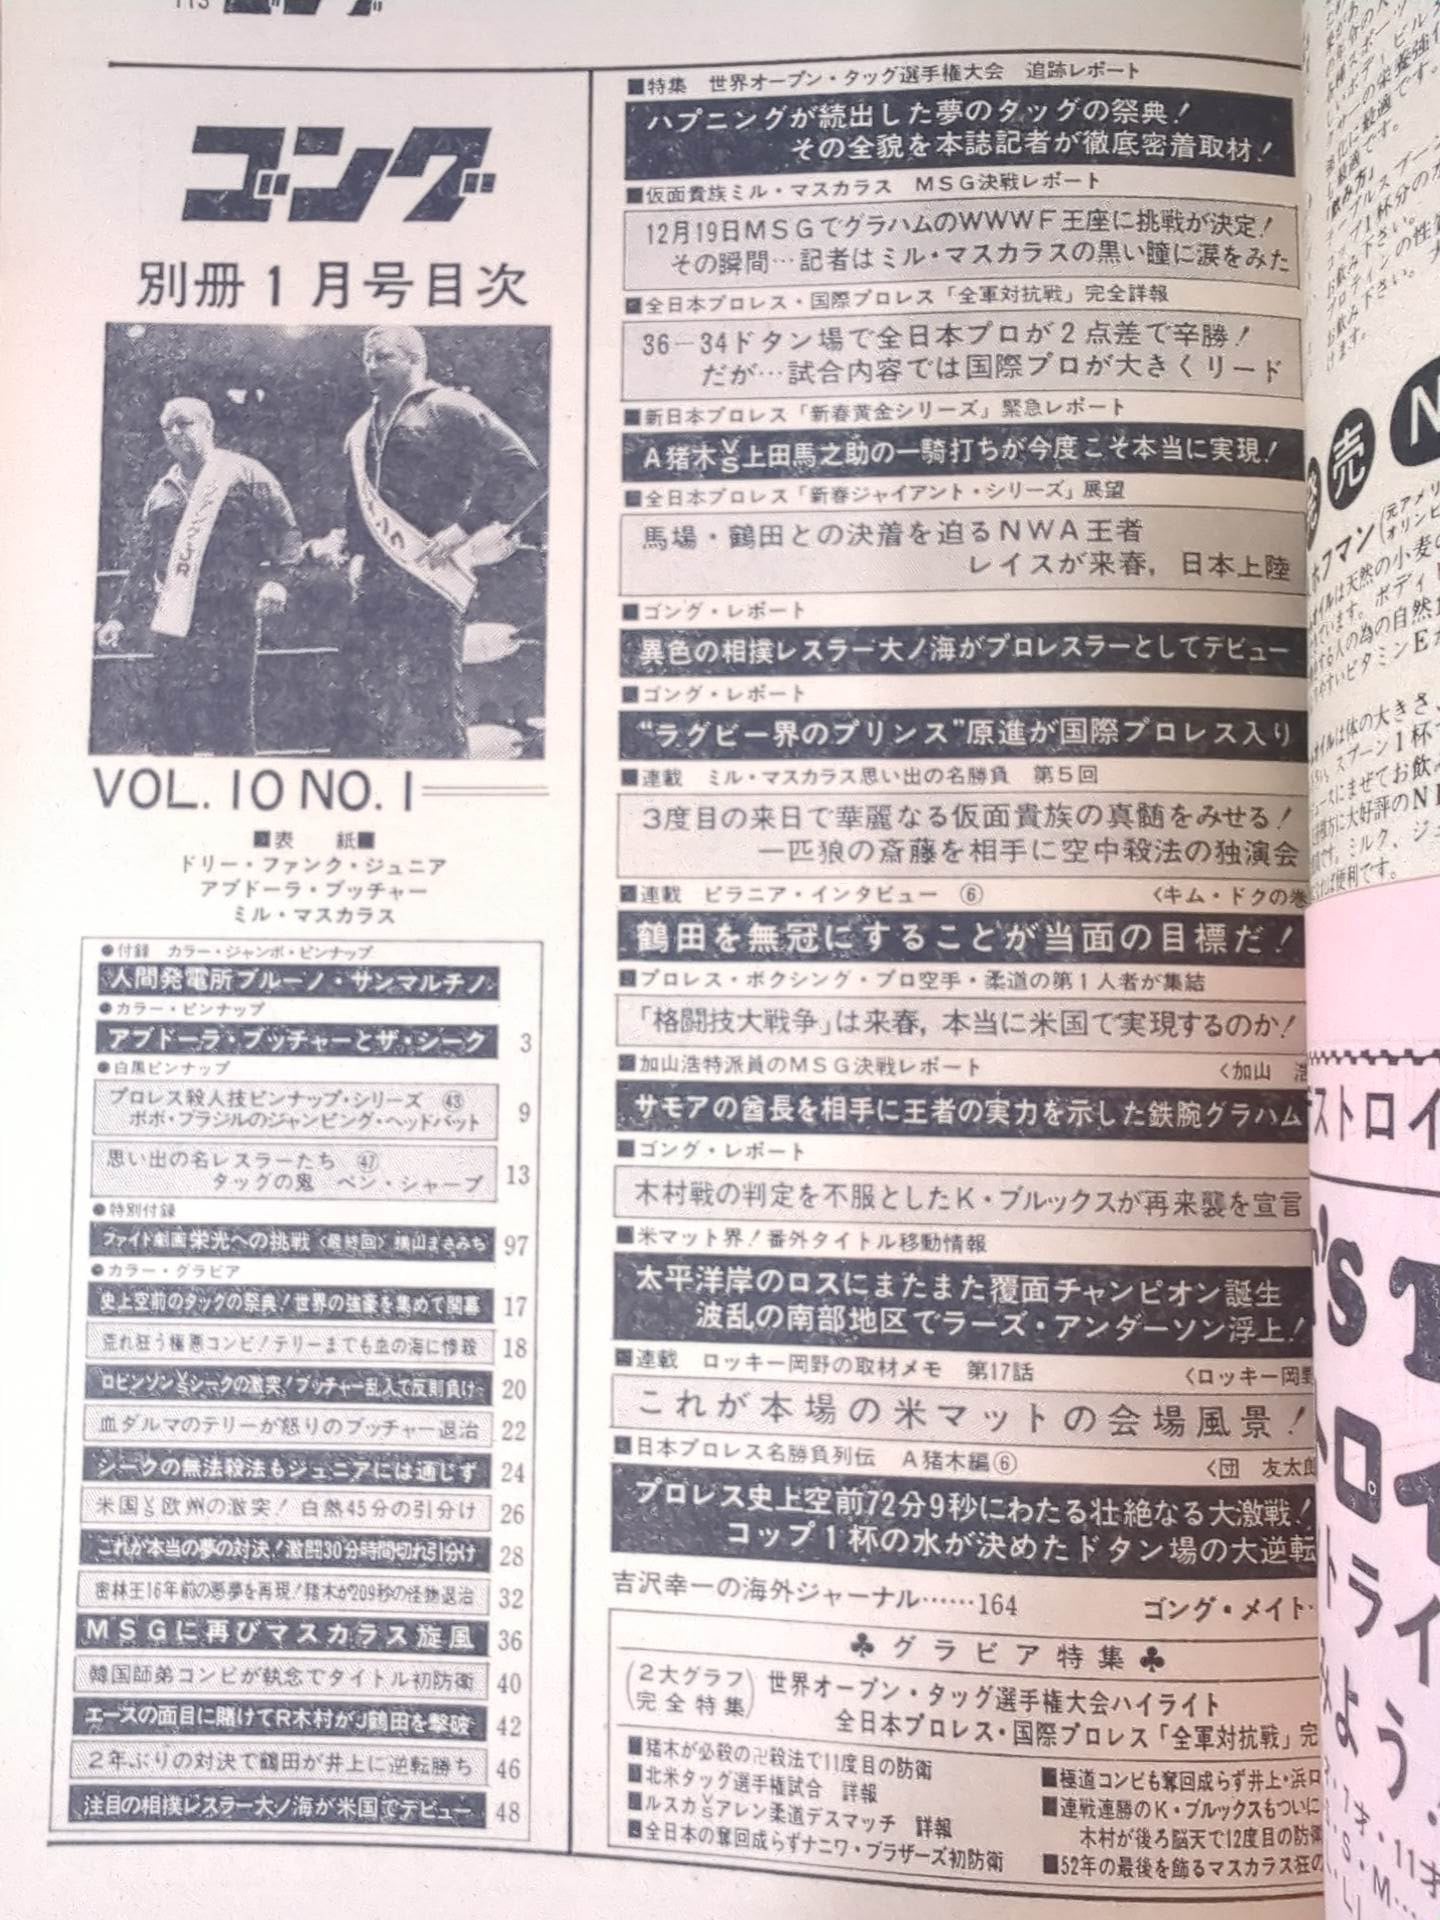 113
ゴング
別冊1月号目次
VOL.10 NO.1
■表　紙■
ドリー・ファンク・ジュニア
アブドーラ・ブッチャー
ミル・マスカラス
●付録　カラー・ジャンボ・ピンナップ
人間発電所ブルーノ・サンマルチノ
●カラー・ピンナップ
アブドーラ・ブッチャーとザ・シーク 3
●白黒ピンナップ
プロレス殺人技ピンナップ・シリーズ ㊸
ボボ・ブラジルのジャンピング・ヘッドバット 9
思い出の名レスラーたち ㊼
タッグの鬼　ベン・シャープ 13
●特別付録
ファイト劇画栄光への挑戦〈最終回〉横山まさみち 97
●カラー・グラビア
史上空前のタッグの祭典!世界の強豪を集めて開幕 17
荒れ狂う極悪コンビ!テリーまでも血の海に惨殺 18
ロビンソンVSシークの激突!ブッチャー乱入で反則負け 20
血ダルマのテリーが怒りのブッチャー退治 22
シークの無法殺法もジュニアには通じず 24
米国VS欧州の激突! 白熱45分の引分け 26
これが本当の夢の対決!激闘30分時間切れ引分け 28
密林王16年前の悪夢を再現!猪木が209秒の怪物退治 32
MSGに再びマスカラス旋風 36
韓国師弟コンビが執念でタイトル初防衛 40
エースの面目に賭けてR木村がJ鶴田を撃破 42
2年ぶりの対決で鶴田が井上に逆転勝ち 46
注目の相撲レスラー大ノ海が米国でデビュー 48
■特集　世界オープン・タッグ選手権大会　追跡レポート
ハプニングが続出した夢のタッグの祭典!
その全貌を本誌記者が徹底密着取材!
■仮面貴族ミル・マスカラス　MSG決戦レポート
12月19日MSGでグラハムのWWWF王座に挑戦が決定!
その瞬間…記者はミル・マスカラスの黒い瞳に涙をみた
■全日本プロレス・国際プロレス「全軍対抗戦」完全詳報
36－34ドタン場で全日本プロが2点差で辛勝!
だが…試合内容では国際プロが大きくリード
■新日本プロレス「新春黄金シリーズ」緊急レポート
A猪木VS上田馬之助の一騎打ちが今度こそ本当に実現!
■全日本プロレス「新春ジャイアント・シリーズ」展望
馬場・鶴田との決着を迫るNWA王者
レイスが来春，日本上陸
■ゴング・レポート
異色の相撲レスラー大ノ海がプロレスラーとしてデビュー
■ゴング・レポート
“ラグビー界のプリンス”原進が国際プロレス入り
■連載　ミル・マスカラス思い出の名勝負　第5回
3度目の来日で華麗なる仮面貴族の真髄をみせる!
一匹狼の斎藤を相手に空中殺法の独演会
■連載　ピラニア・インタビュー ⑥ 〈キム・ドクの巻
鶴田を無冠にすることが当面の目標だ!
■プロレス・ボクシング・プロ空手・柔道の第1人者が集結
「格闘技大戦争」は来春，本当に米国で実現するのか!
■加山浩特派員のMSG決戦レポート 〈加山　浩
サモアの酋長を相手に王者の実力を示した鉄腕グラハム
■ゴング・レポート
木村戦の判定を不服としたK・ブルックスが再来襲を宣言
■米マット界!番外タイトル移動情報
太平洋岸のロスにまたまた覆面チャンピオン誕生
波乱の南部地区でラーズ・アンダーソン浮上!
■連載　ロッキー岡野の取材メモ　第17話 〈ロッキー岡野
これが本場の米マットの会場風景!
■日本プロレス名勝負列伝　A猪木編⑥ 〈団　友太郎
プロレス史上空前72分9秒にわたる壮絶なる大激戦!
コップ1杯の水が決めたドタン場の大逆転
吉沢幸一の海外ジャーナル……164 ゴング・メイト・
♣グラビア特集♣
(2大グラフ完全特集) 世界オープン・タッグ選手権大会ハイライト
全日本プロレス・国際プロレス「全軍対抗戦」完
■猪木が必殺の卍殺法で11度目の防衛
■北米タッグ選手権試合　詳報
■ルスカVSアレン柔道デスマッチ　詳報
■全日本の奪回成らずナニワ・ブラザーズ初防衛
■極道コンビも奪回成らず井上・浜口
■連戦連勝のK・ブルックスもついに
木村が後ろ脳天で12度目の防衛
■52年の最後を飾るマスカラス狂の
売
N
ホフマン